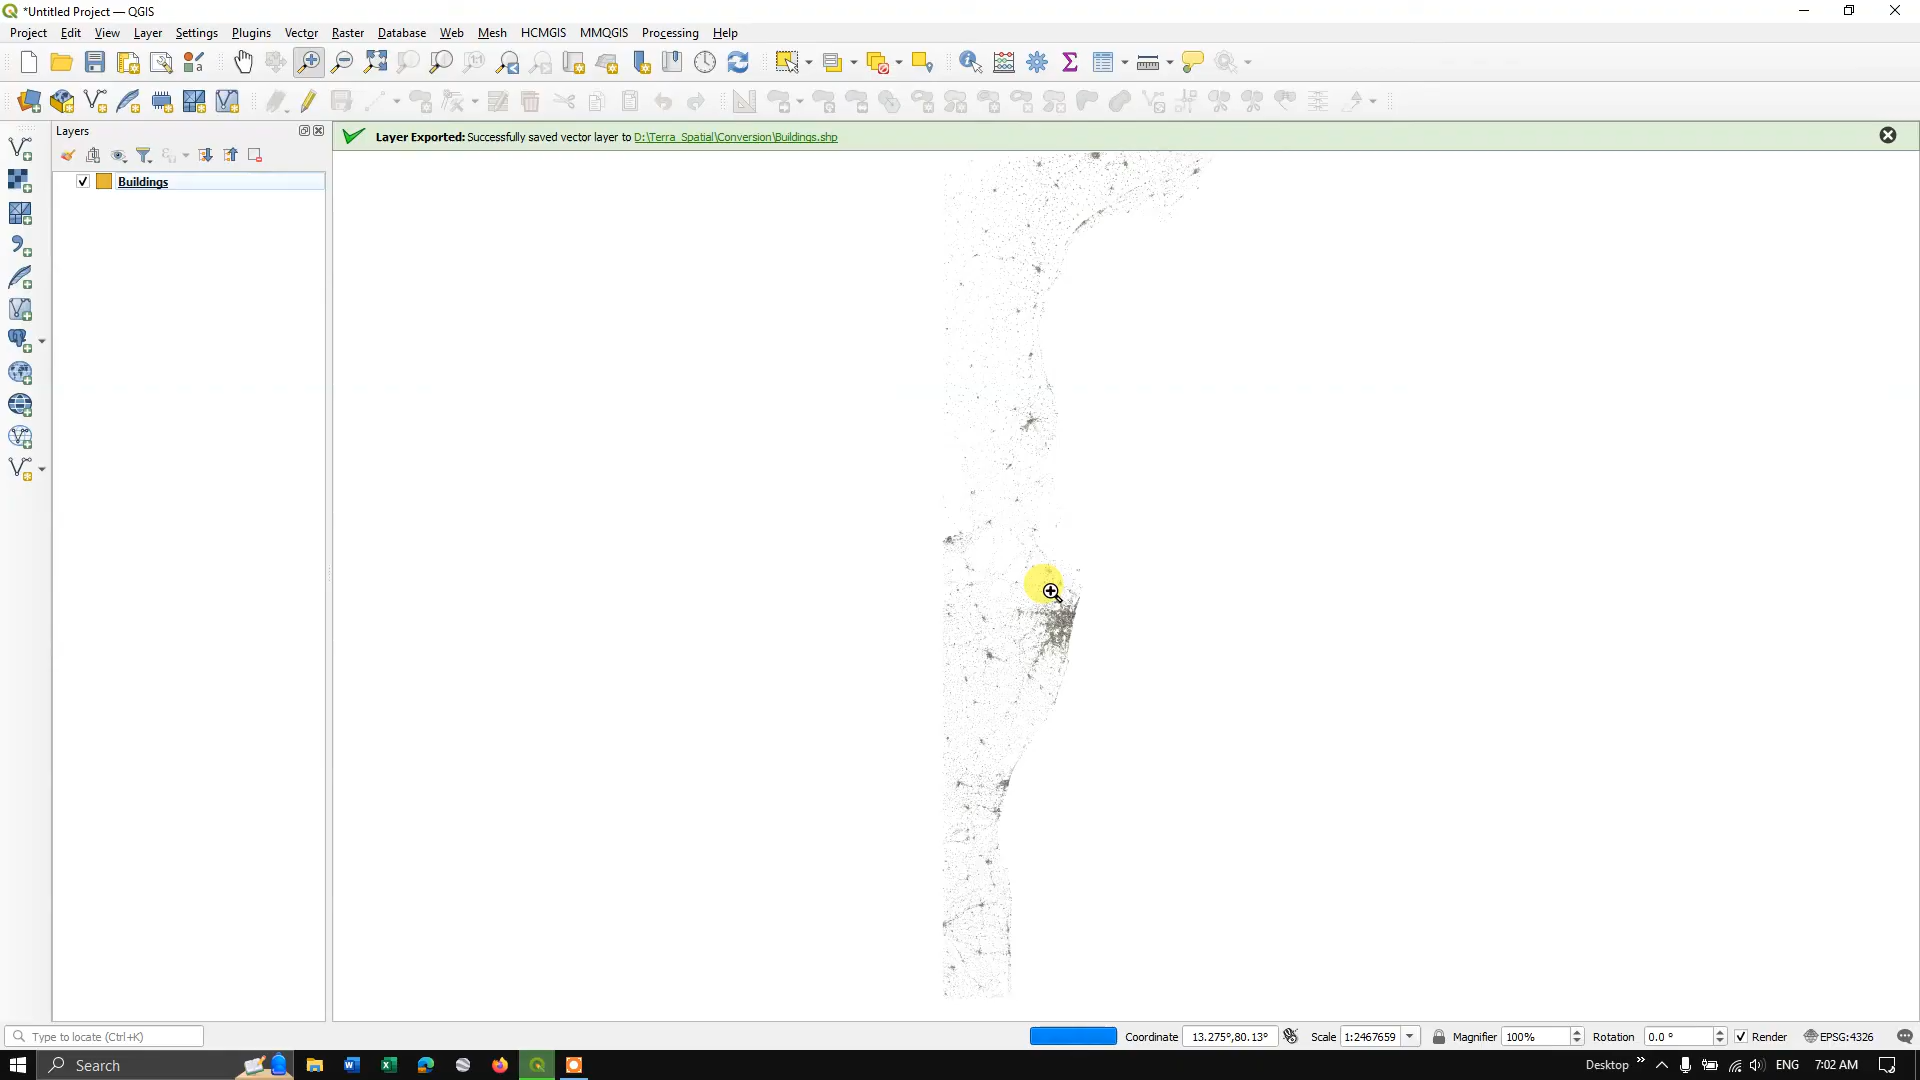 *Untitled Project — QGIS
Project Edit View Layer Settings Plugins Vector Raster Database Web Mesh HCMGIS MMQGIS Processing Help
Layers
Layer Exported: Successfully saved vector layer to D:\Terra_Spatial\Conversion\Buildings.shp
Buildings
Type to locate (Ctrl+K)
Coordinate 13.275°,80.13° Scale 1:2467659 Magnifier 100% Rotation 0.0 ° Render EPSG:4326
Search
Desktop
ENG 7:02 AM